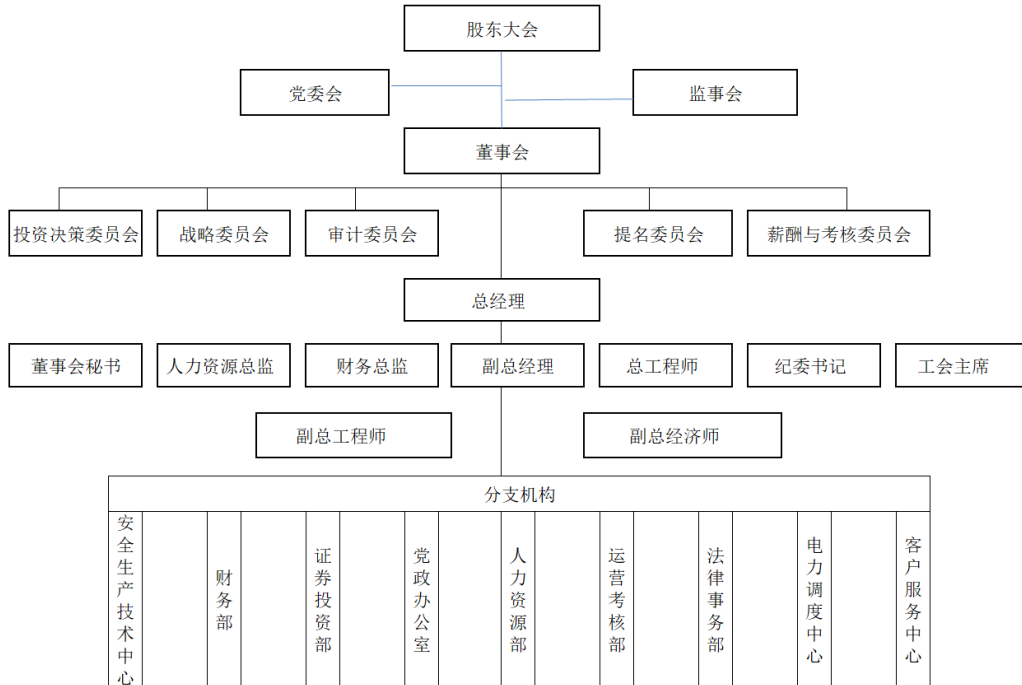 股东大会
党委会
监事会
董事会
投资决策委员会
战略委员会
审计委员会
提名委员会
薪酬与考核委员会
总经理
董事会秘书
人力资源总监
财务总监
副总经理
总工程师
纪委书记
工会主席
副总工程师
副总经济师
分支机构
安全生产技术中心
财务部
证券投资部
党政办公室
人力资源部
运营考核部
法律事务部
电力调度中心
客户服务中心